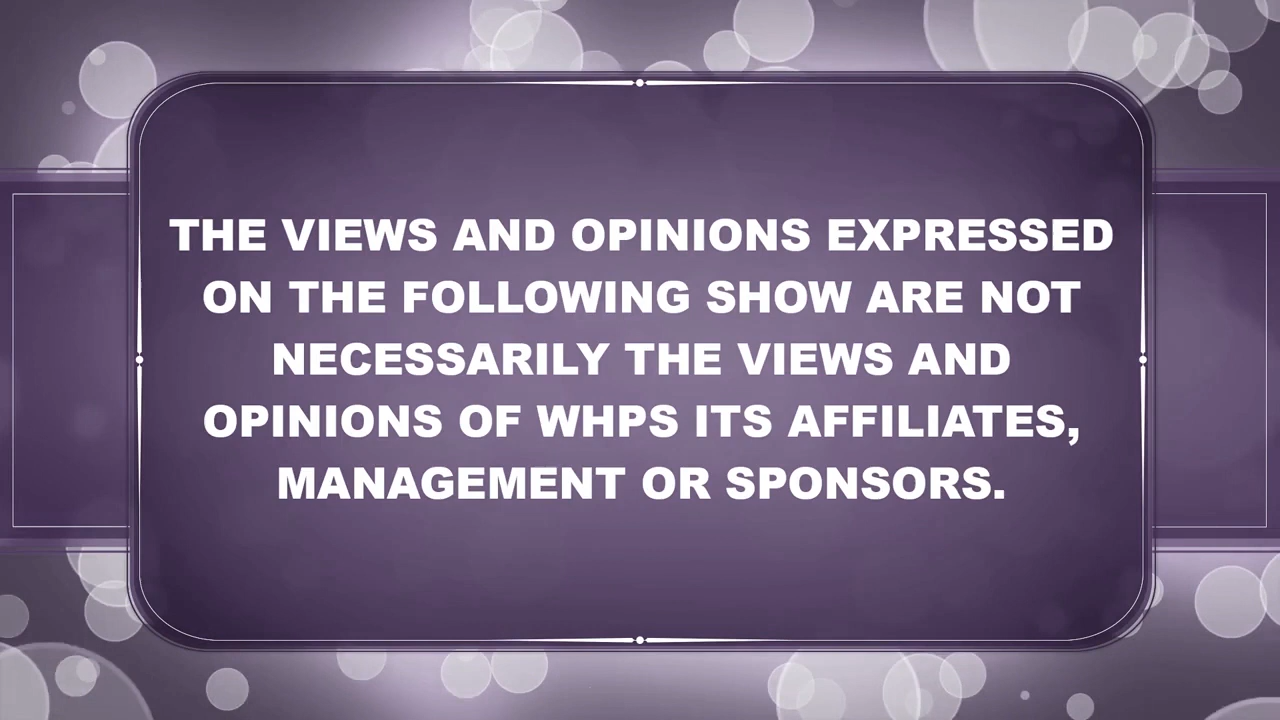 THE VIEWS AND OPINIONS EXPRESSED
ON THE FOLLOWING SHOW ARE NOT
NECESSARILY THE VIEWS AND
OPINIONS OF WHPS ITS AFFILIATES,
MANAGEMENT OR SPONSORS.